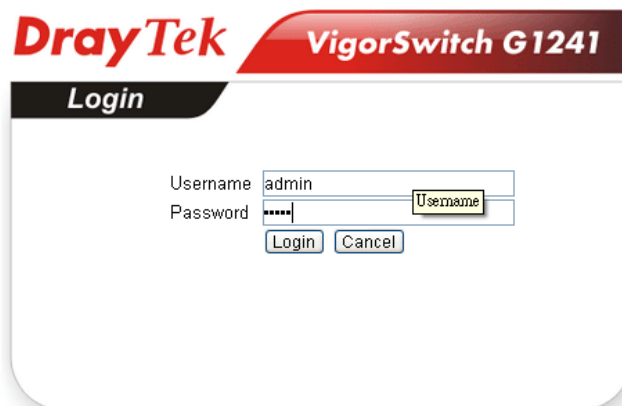 DrayTek VigorSwitch G1241
Login
Username admin
Username
Password •••••
Login Cancel